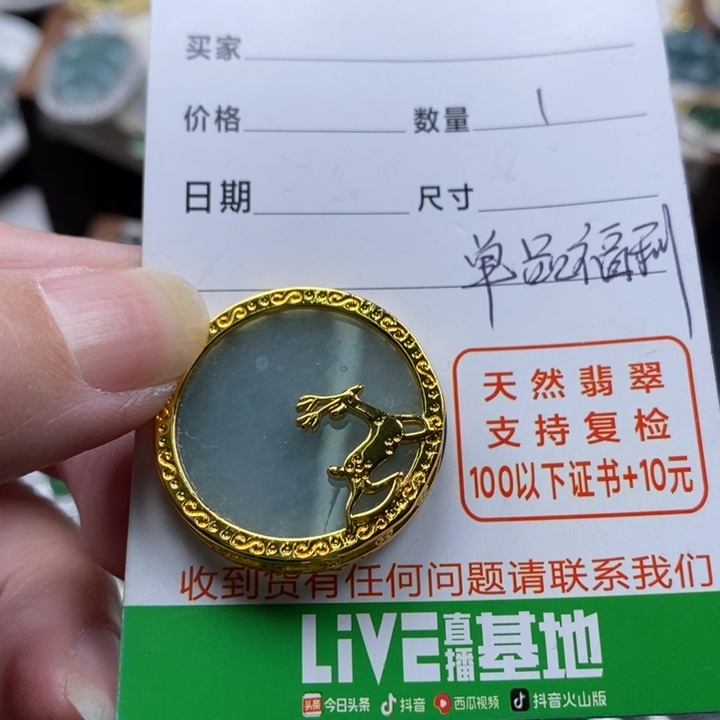 买家
价格 数量 1
日期 尺寸
单品福利
天然翡翠
支持复检
100以下证书+10元
收到货有任何问题请联系我们
LiVE直播基地
头条 今日头条 抖音 西瓜视频 抖音火山版